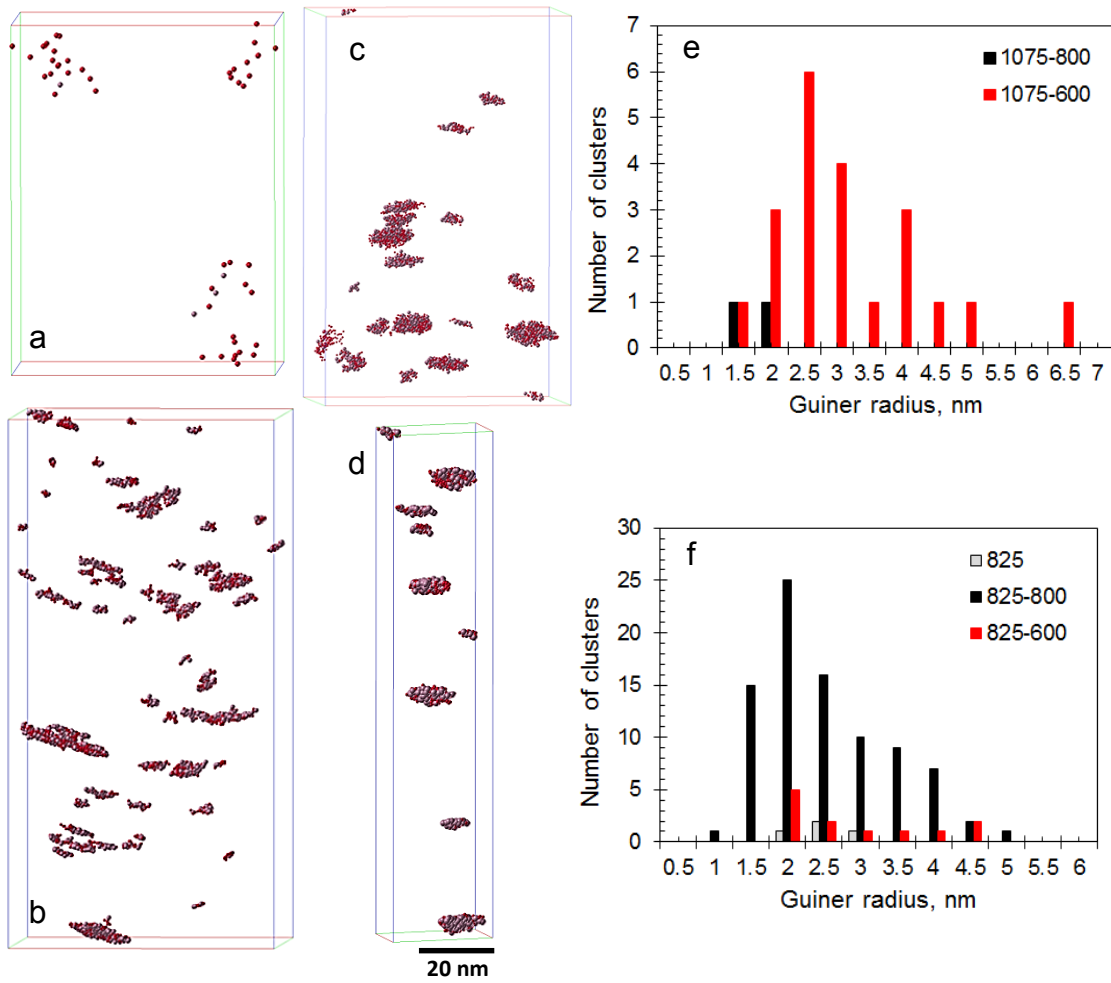 a
b
c
d
20 nm
e
1075-800
1075-600
Number of clusters
7
6
5
4
3
2
1
0
0.5 1 1.5 2 2.5 3 3.5 4 4.5 5 5.5 6 6.5 7
Guiner radius, nm
f
825
825-800
825-600
Number of clusters
30
25
20
15
10
5
0
0.5 1 1.5 2 2.5 3 3.5 4 4.5 5 5.5 6
Guiner radius, nm